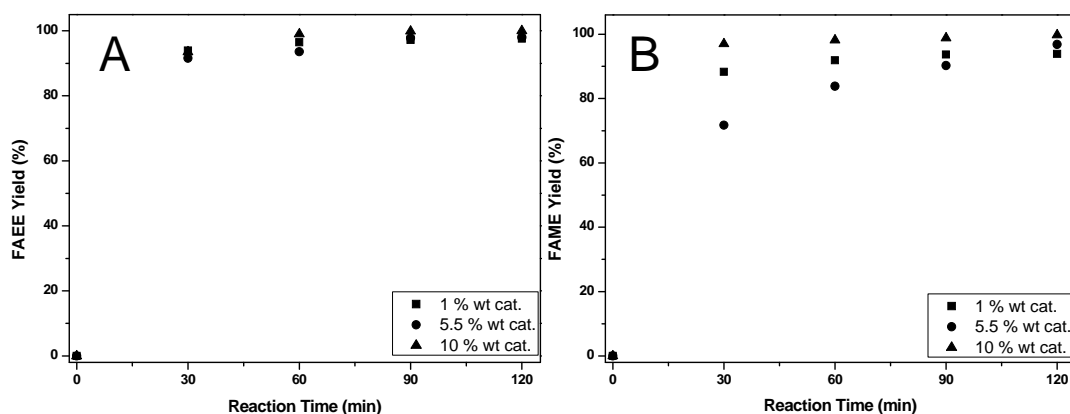 A
FAEE Yield (%)
100
80
60
40
20
0
0 30 60 90 120
Reaction Time (min)
1 % wt cat.
5.5 % wt cat.
10 % wt cat.
B
FAME Yield (%)
100
80
60
40
20
0
0 30 60 90 120
Reaction Time (min)
1 % wt cat.
5.5 % wt cat.
10 % wt cat.